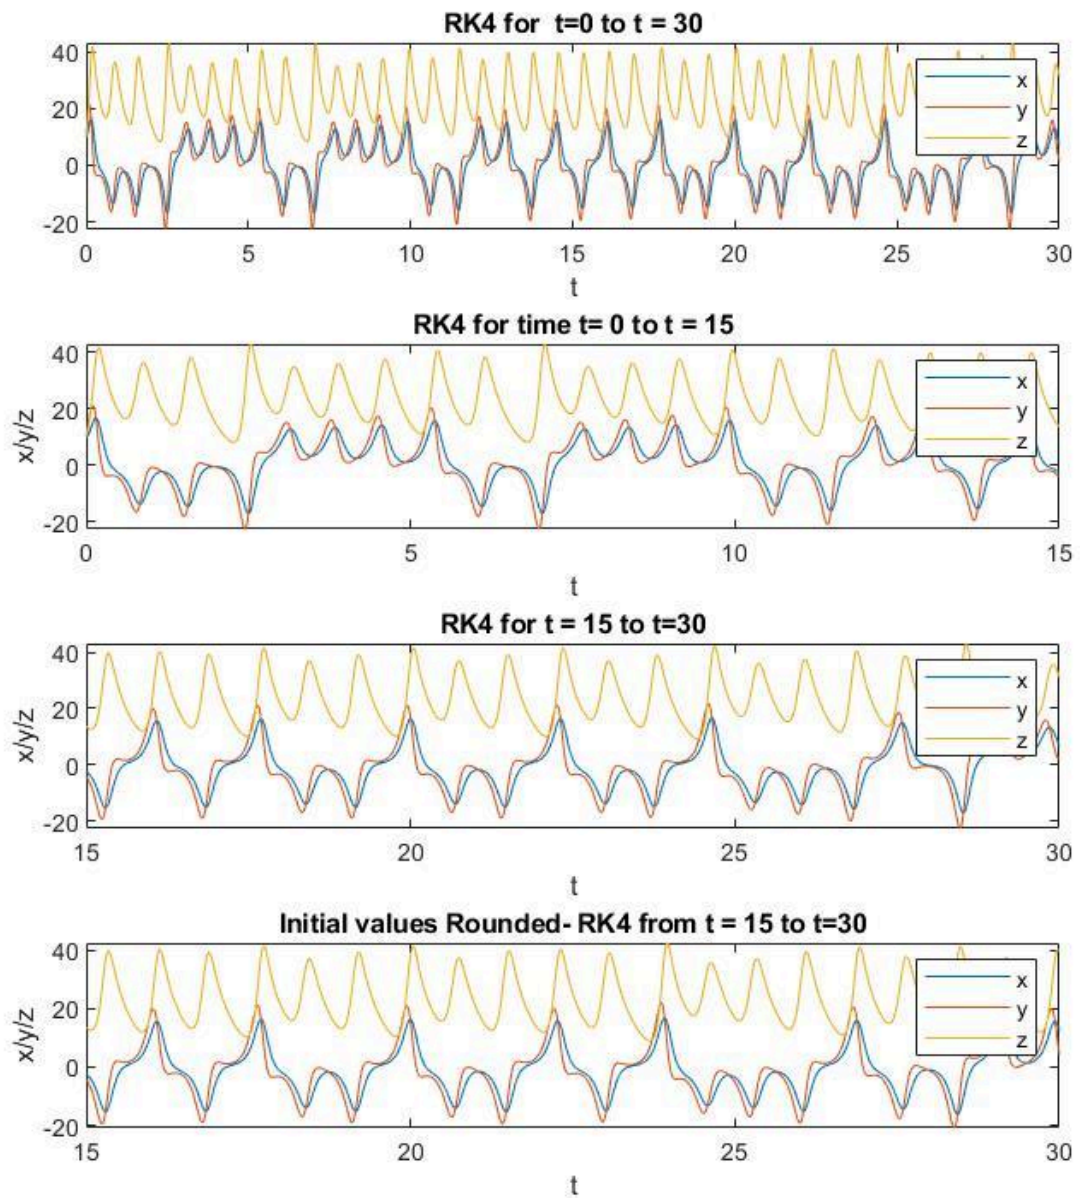 RK4 for  t=0 to t = 30
40
20
0
-20
x
y
z
0 5 10 15 20 25 30
t
RK4 for time t= 0 to t = 15
40
20
0
-20
x/y/z
x
y
z
0 5 10 15
t
RK4 for t = 15 to t=30
40
20
0
-20
x/y/z
x
y
z
15 20 25 30
t
Initial values Rounded- RK4 from t = 15 to t=30
40
20
0
-20
x/y/z
x
y
z
15 20 25 30
t